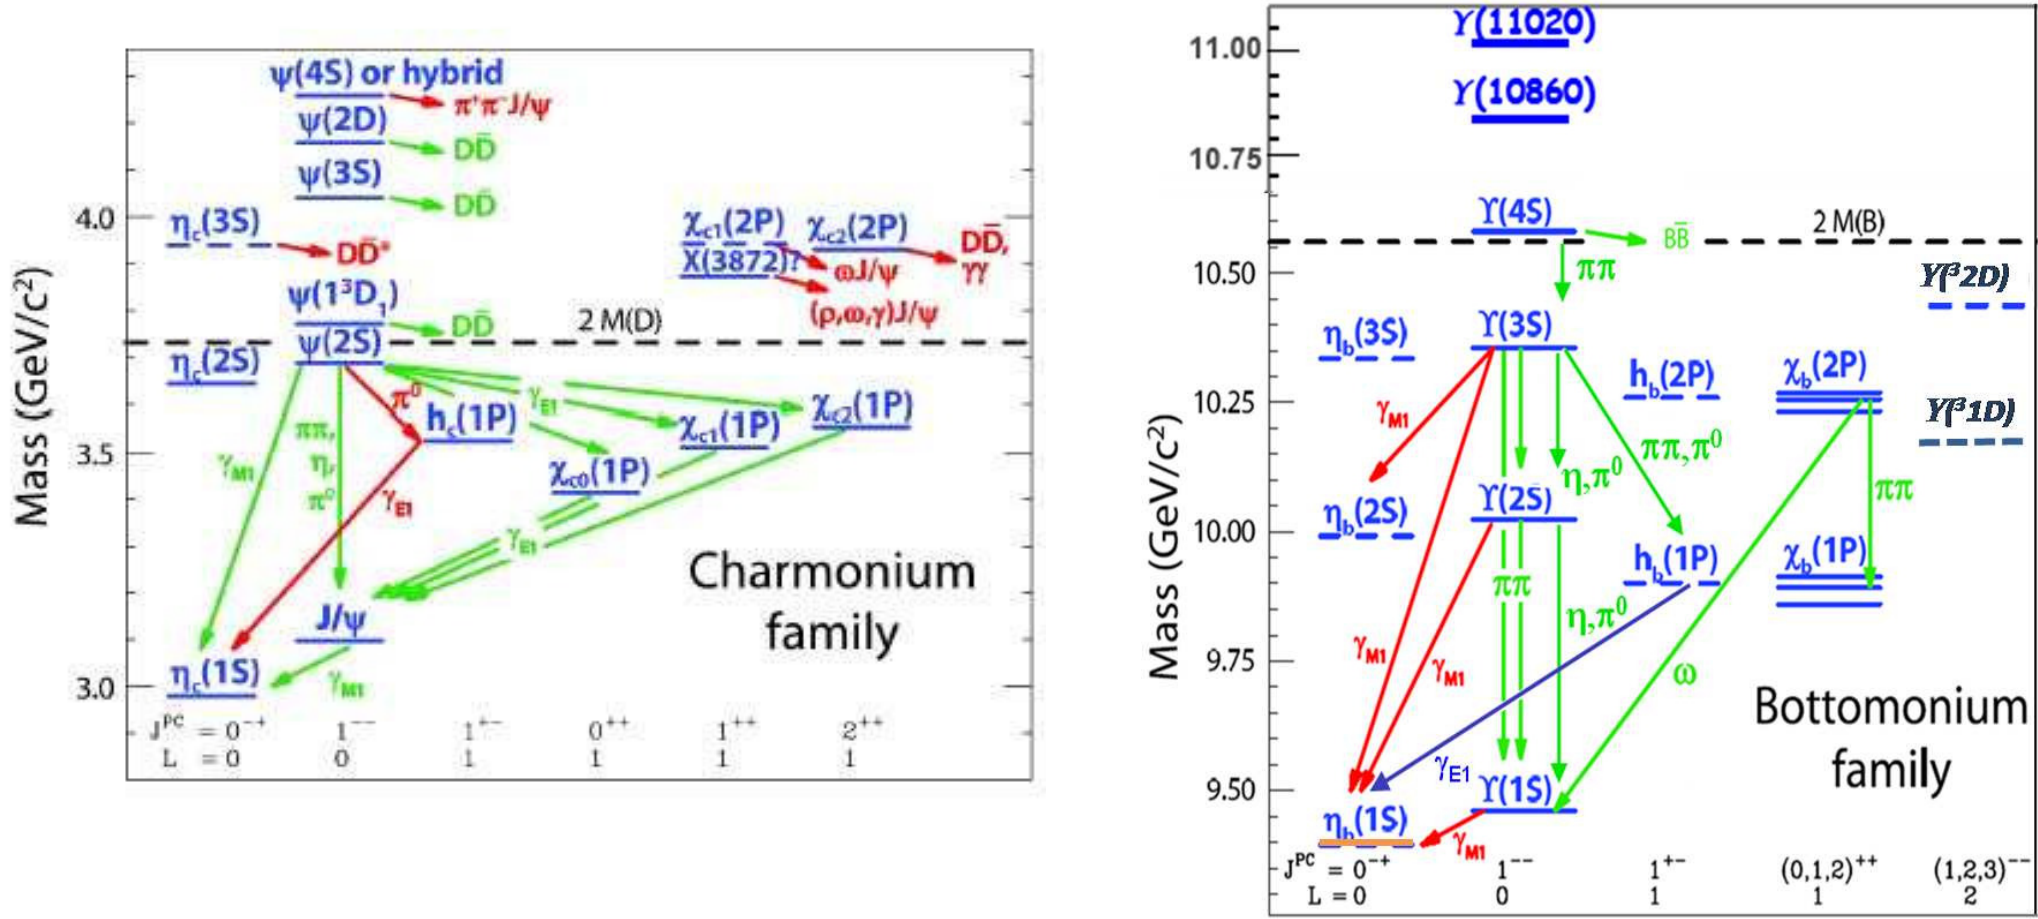 ψ(4S) or hybrid
π⁺π⁻J/ψ
ψ(2D)
DD̄
ψ(3S)
DD̄
4.0
η_c(3S)
DD̄*
χ_c1(2P)
χ_c2(2P)
DD̄,
γγ
X(3872)?
ωJ/ψ
(ρ,ω,γ)J/ψ
ψ(1³D₁)
DD̄
2 M(D)
ψ(2S)
η_c(2S)
π⁰
γ_E1
h_c(1P)
χ_c1(1P)
χ_c2(1P)
ππ,
η,
π⁰
γ_M1
3.5
χ_c0(1P)
γ_E1
γ_E1
Mass (GeV/c²)
Charmonium
family
J/ψ
η_c(1S)
γ_M1
3.0
J^PC = 0⁻⁺ 1⁻⁻ 1⁺⁻ 0⁺⁺ 1⁺⁺ 2⁺⁺
L = 0 0 1 1 1 1
ϒ(11020)
11.00
ϒ(10860)
10.75
ϒ(4S)
BB̄
2 M(B)
10.50
ππ
Υ(³2D)
ϒ(3S)
η_b(3S)
h_b(2P)
χ_b(2P)
10.25
γ_M1
Υ(³1D)
ππ,π⁰
η,π⁰
ππ
ϒ(2S)
η_b(2S)
10.00
h_b(1P)
χ_b(1P)
ππ
η,π⁰
Mass (GeV/c²)
γ_M1
γ_M1
9.75
ω
Bottomonium
family
γ_E1
9.50
ϒ(1S)
η_b(1S)
γ_M1
J^PC = 0⁻⁺ 1⁻⁻ 1⁺⁻ (0,1,2)⁺⁺ (1,2,3)⁻⁻
L = 0 0 1 1 2